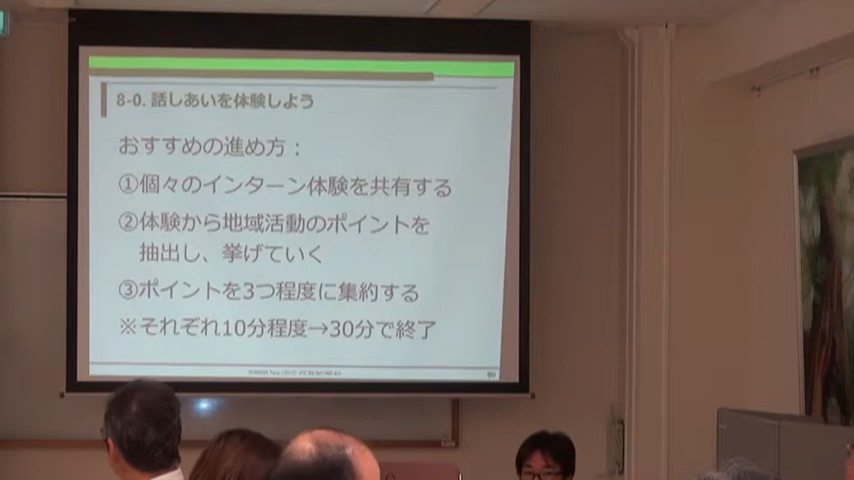 8-0. 話しあいを体験しよう
おすすめの進め方：
①個々のインターン体験を共有する
②体験から地域活動のポイントを
抽出し、挙げていく
③ポイントを3つ程度に集約する
※それぞれ10分程度→30分で終了
80